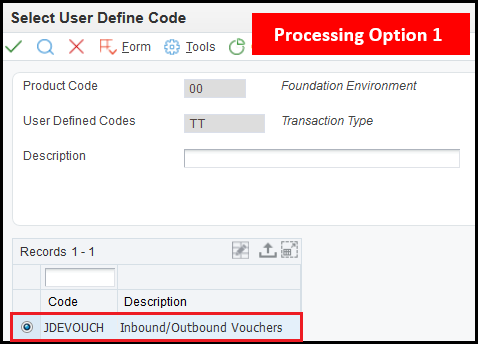 Select User Define Code
Processing Option 1
Form Tools
Product Code 00 Foundation Environment
User Defined Codes TT Transaction Type
Description
Records 1 - 1
Code Description
JDEVOUCH Inbound/Outbound Vouchers